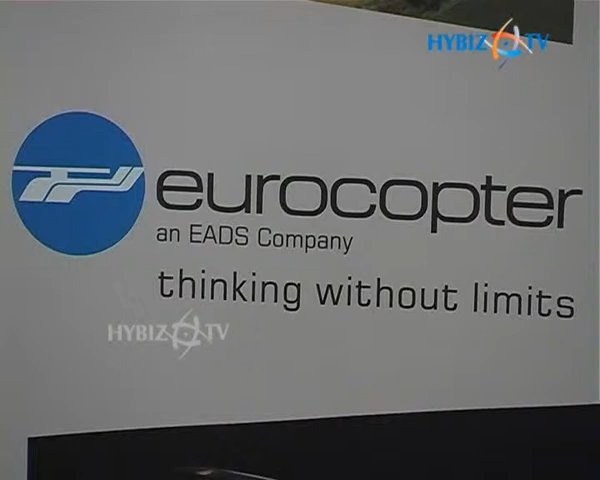 HYBIZ TV
eurocopter
an EADS Company
thinking without limits
HYBIZ TV